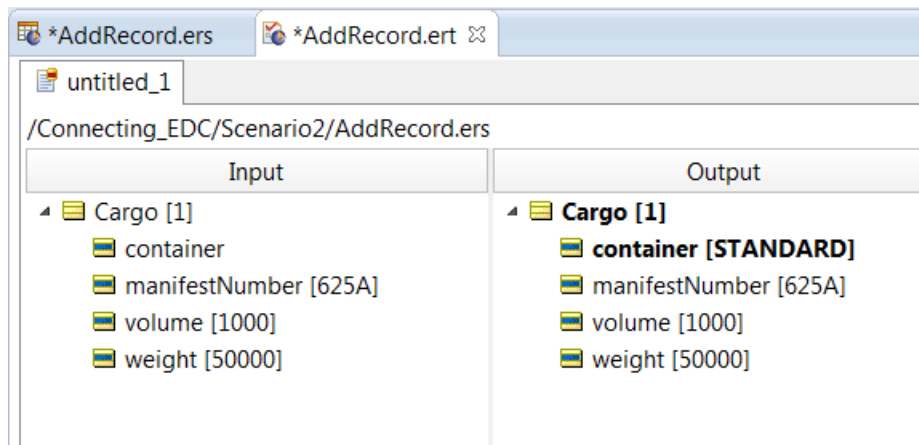 *AddRecord.ers *AddRecord.ert
untitled_1
/Connecting_EDC/Scenario2/AddRecord.ers
Input Output
Cargo [1] Cargo [1]
container container [STANDARD]
manifestNumber [625A] manifestNumber [625A]
volume [1000] volume [1000]
weight [50000] weight [50000]